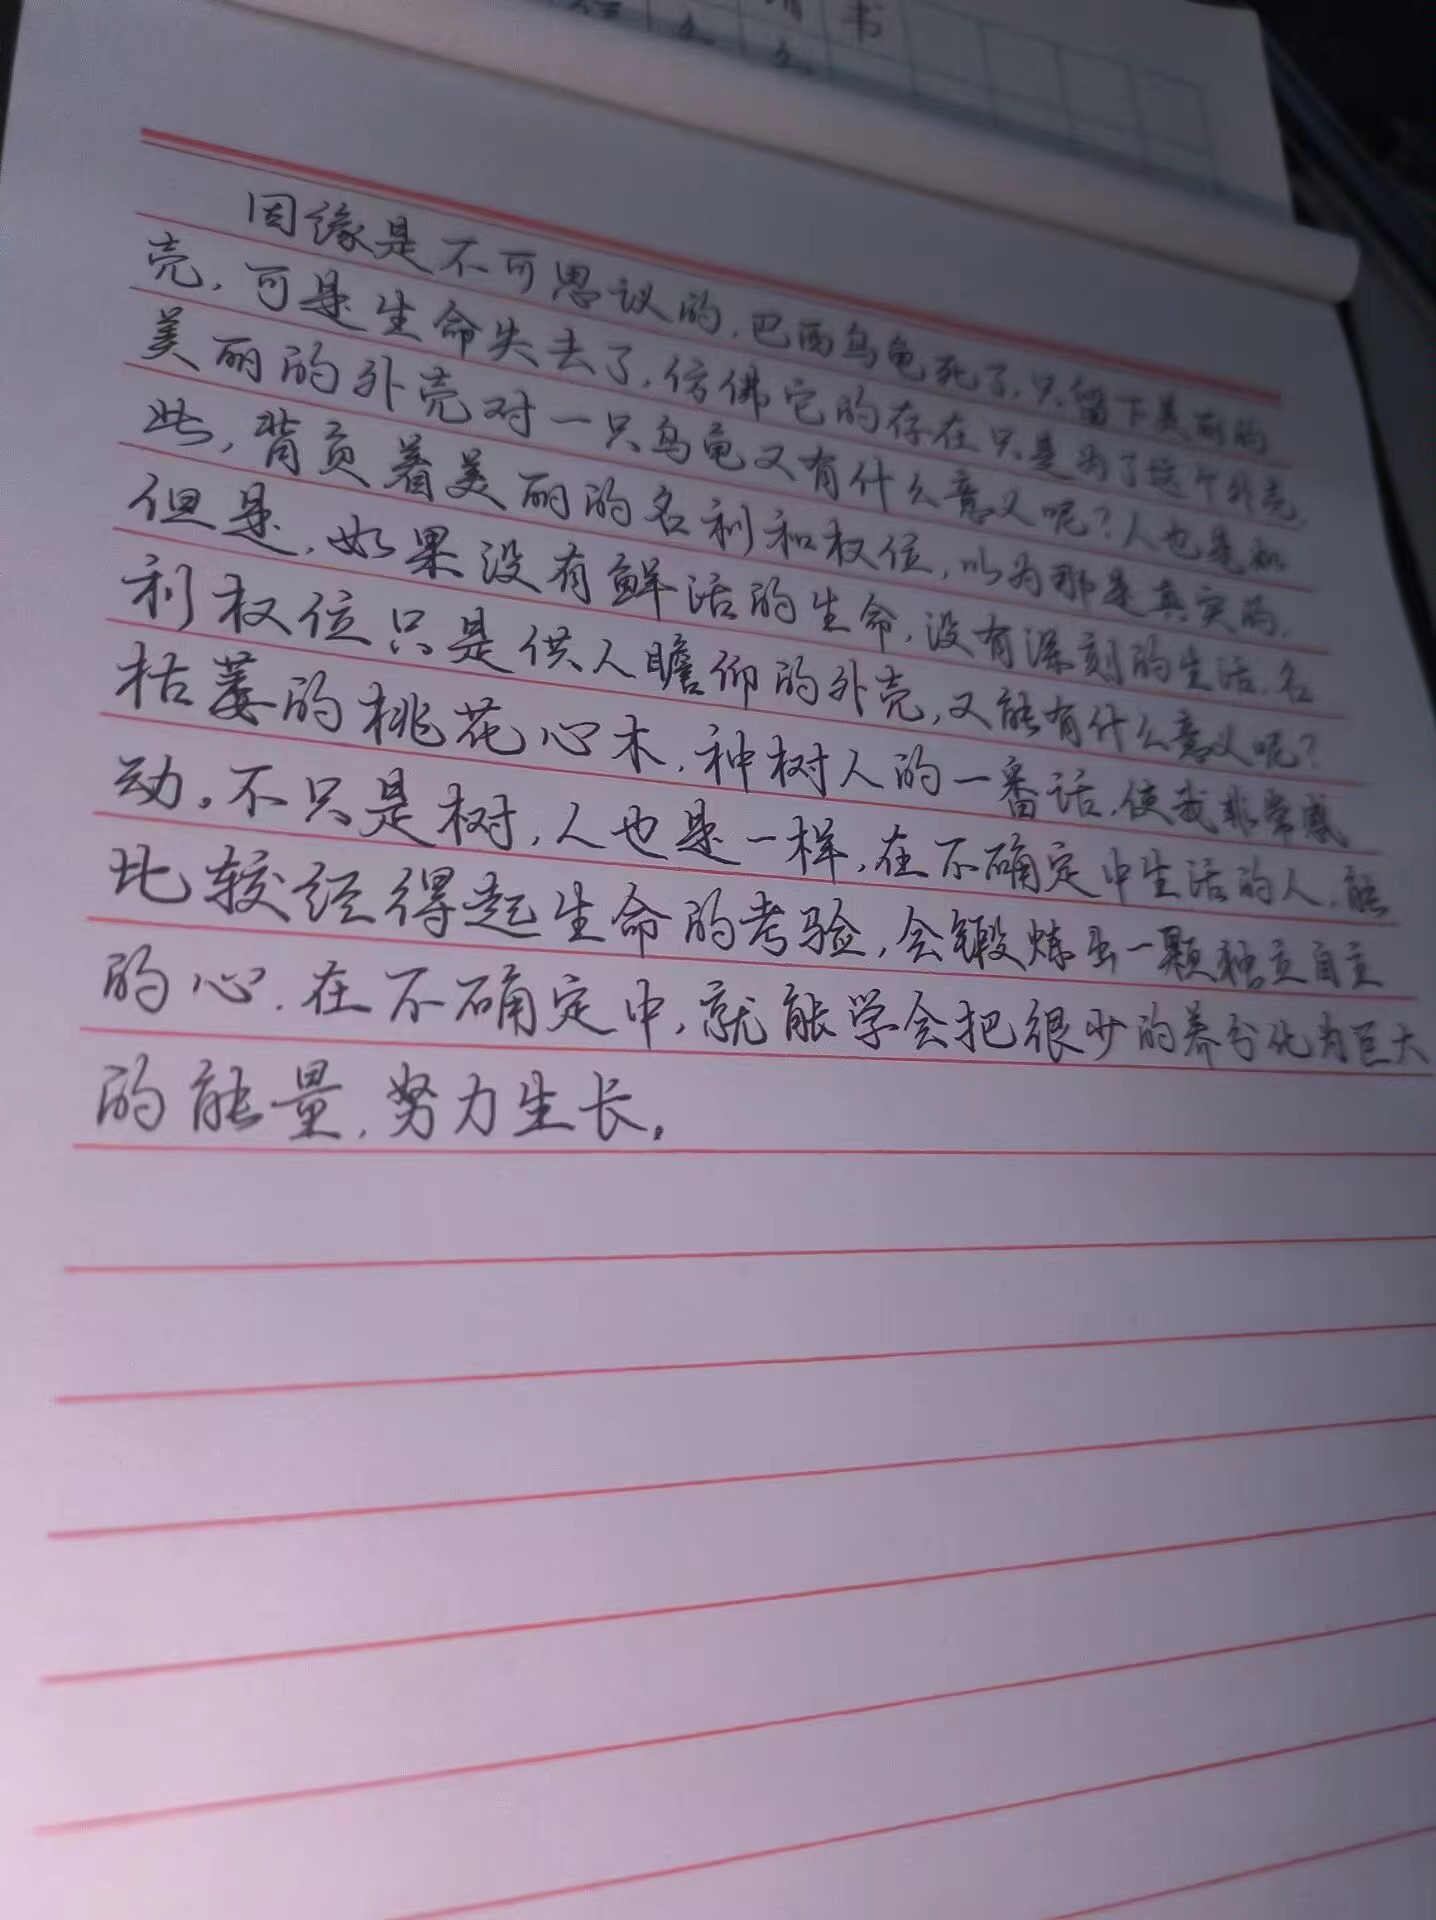 书
因缘是不可思议的，巴西乌龟死了，只留下美丽的
壳，可是生命失去了，仿佛它的存在只是为了这个外壳，
美丽的外壳对一只乌龟又有什么意义呢？人也是如
此，背负着美丽的名利和权位，以为那是真实的，
但是，如果没有鲜活的生命，没有深刻的生活，名
利权位只是供人瞻仰的外壳，又能有什么意义呢？
枯萎的桃花心木，种树人的一番话，使我非常感
动。不只是树，人也是一样，在不确定中生活的人，能
比较经得起生命的考验，会锻炼出一颗独立自主
的心，在不确定中，就能学会把很少的养分化为巨大
的能量，努力生长。